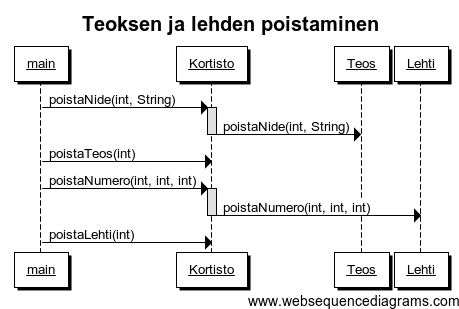 Teoksen ja lehden poistaminen
main Kortisto Teos Lehti
poistaNide(int, String)
poistaNide(int, String)
poistaTeos(int)
poistaNumero(int, int, int)
poistaNumero(int, int, int)
poistaLehti(int)
main Kortisto Teos Lehti
www.websequencediagrams.com